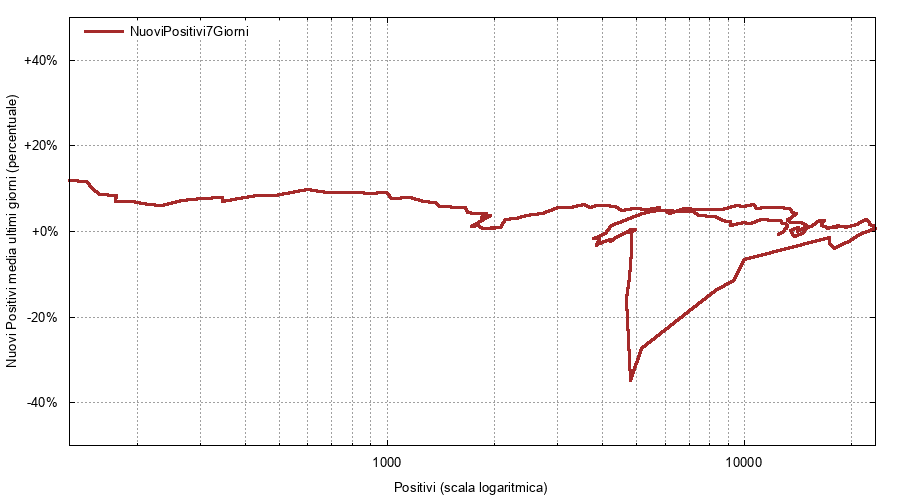 NuoviPositivi7Giorni
+40%
+20%
+0%
-20%
-40%
Nuovi Positivi media ultimi giorni (percentuale)
1000
10000
Positivi (scala logaritmica)